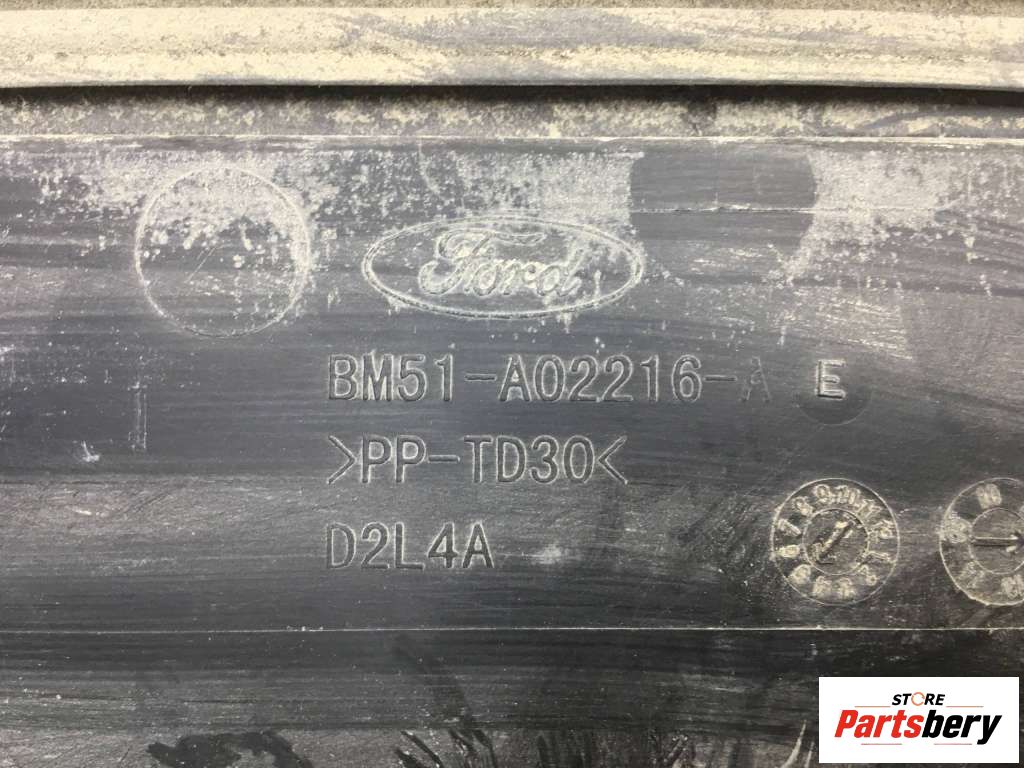 Ford
BM51-A02216-A E
>PP-TD30<
D2L4A
STORE
Partsbery